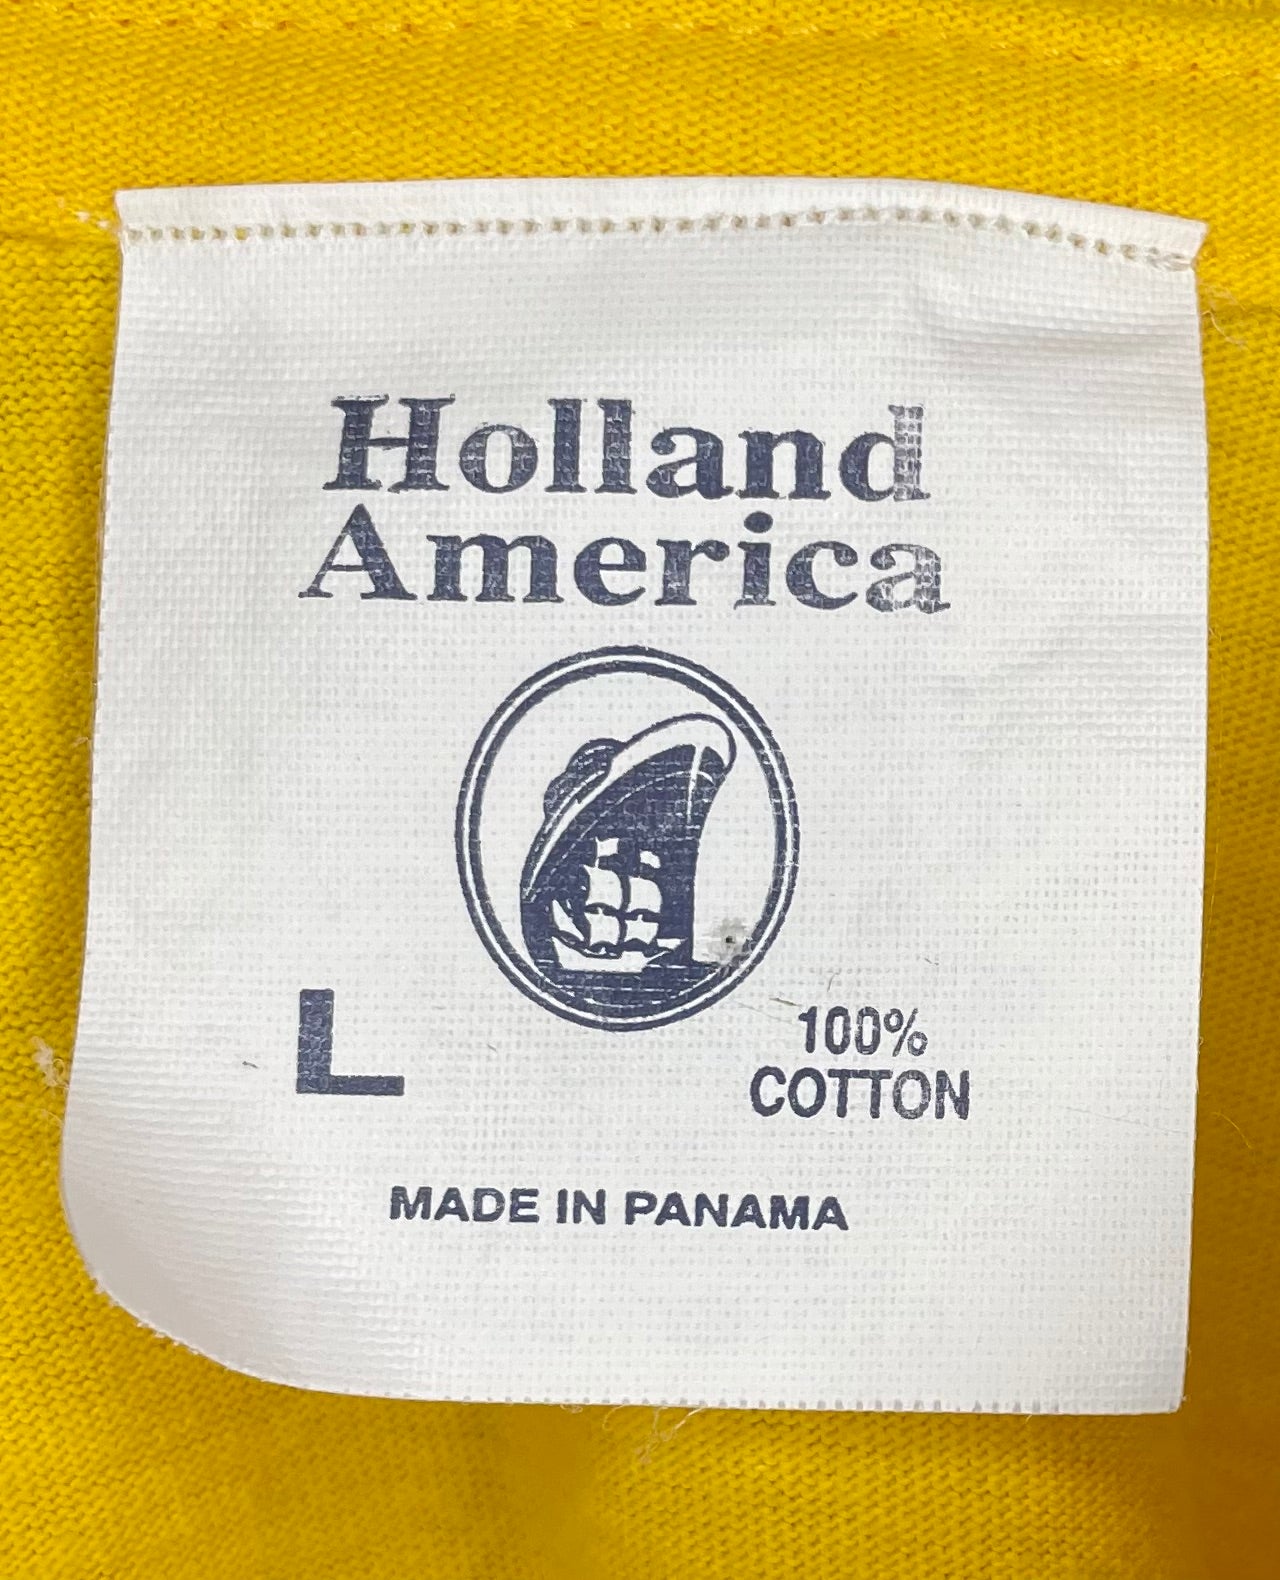 Holland
America
L
100%
COTTON
MADE IN PANAMA